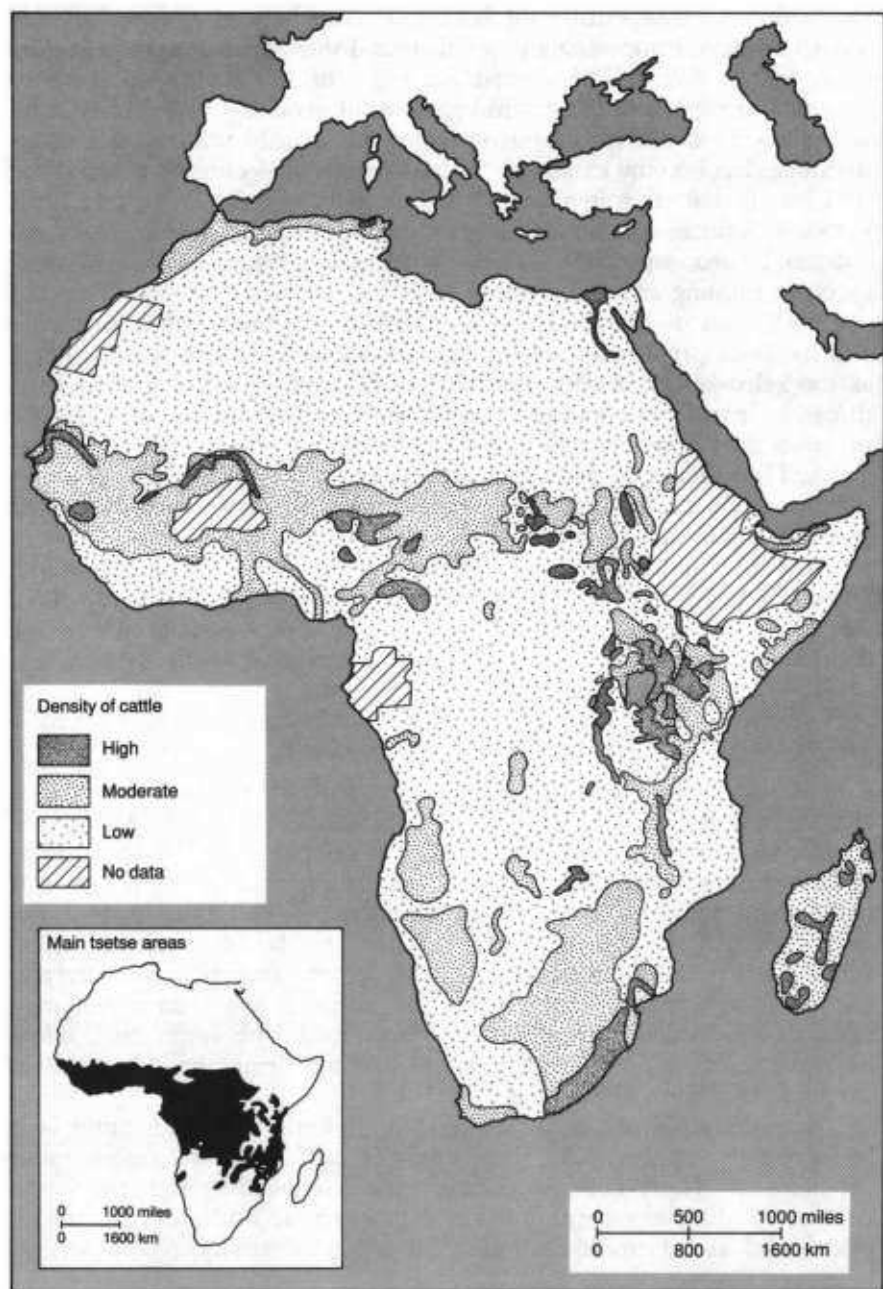 Density of cattle
High
Moderate
Low
No data
Main tsetse areas
0 1000 miles
0 1600 km
0 500 1000 miles
0 800 1600 km